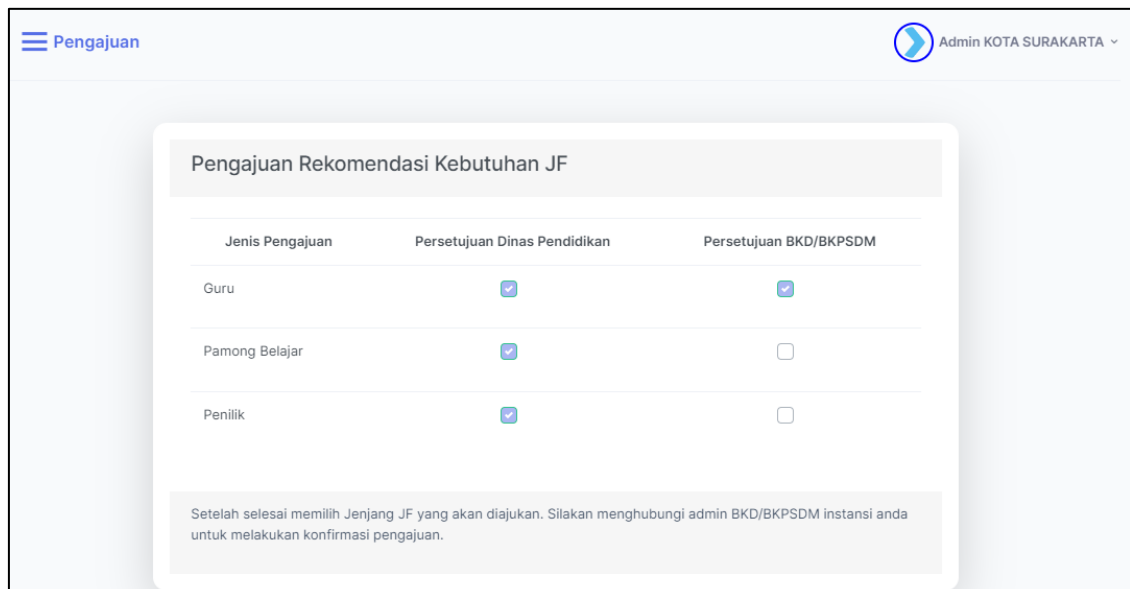 Pengajuan
Admin KOTA SURAKARTA
Pengajuan Rekomendasi Kebutuhan JF
Jenis Pengajuan Persetujuan Dinas Pendidikan Persetujuan BKD/BKPSDM
Guru
Pamong Belajar
Penilik
Setelah selesai memilih Jenjang JF yang akan diajukan. Silakan menghubungi admin BKD/BKPSDM instansi anda
untuk melakukan konfirmasi pengajuan.